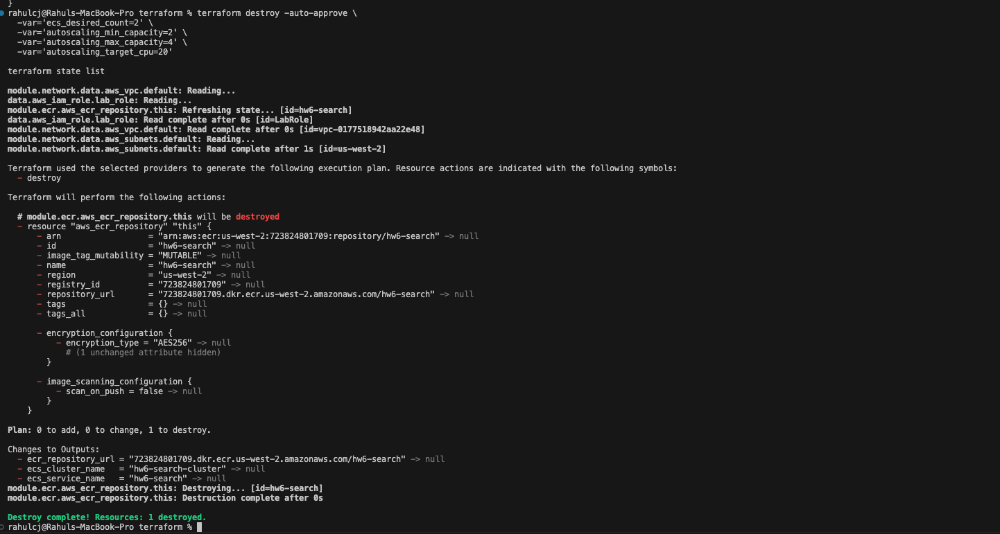 }
rahulcj@Rahuls-MacBook-Pro terraform % terraform destroy -auto-approve \
  -var='ecs_desired_count=2' \
  -var='autoscaling_min_capacity=2' \
  -var='autoscaling_max_capacity=4' \
  -var='autoscaling_target_cpu=20'

terraform state list

module.network.data.aws_vpc.default: Reading...
data.aws_iam_role.lab_role: Reading...
module.ecr.aws_ecr_repository.this: Refreshing state... [id=hw6-search]
data.aws_iam_role.lab_role: Read complete after 0s [id=LabRole]
module.network.data.aws_vpc.default: Read complete after 0s [id=vpc-0177518942aa22e48]
module.network.data.aws_subnets.default: Reading...
module.network.data.aws_subnets.default: Read complete after 1s [id=us-west-2]

Terraform used the selected providers to generate the following execution plan. Resource actions are indicated with the following symbols:
  - destroy

Terraform will perform the following actions:

  # module.ecr.aws_ecr_repository.this will be destroyed
  - resource "aws_ecr_repository" "this" {
      - arn                  = "arn:aws:ecr:us-west-2:723824801709:repository/hw6-search" -> null
      - id                   = "hw6-search" -> null
      - image_tag_mutability = "MUTABLE" -> null
      - name                 = "hw6-search" -> null
      - region               = "us-west-2" -> null
      - registry_id          = "723824801709" -> null
      - repository_url       = "723824801709.dkr.ecr.us-west-2.amazonaws.com/hw6-search" -> null
      - tags                 = {} -> null
      - tags_all             = {} -> null

      - encryption_configuration {
          - encryption_type = "AES256" -> null
            # (1 unchanged attribute hidden)
        }

      - image_scanning_configuration {
          - scan_on_push = false -> null
        }
    }

Plan: 0 to add, 0 to change, 1 to destroy.

Changes to Outputs:
  - ecr_repository_url = "723824801709.dkr.ecr.us-west-2.amazonaws.com/hw6-search" -> null
  - ecs_cluster_name   = "hw6-search-cluster" -> null
  - ecs_service_name   = "hw6-search" -> null
module.ecr.aws_ecr_repository.this: Destroying... [id=hw6-search]
module.ecr.aws_ecr_repository.this: Destruction complete after 0s

Destroy complete! Resources: 1 destroyed.
rahulcj@Rahuls-MacBook-Pro terraform %